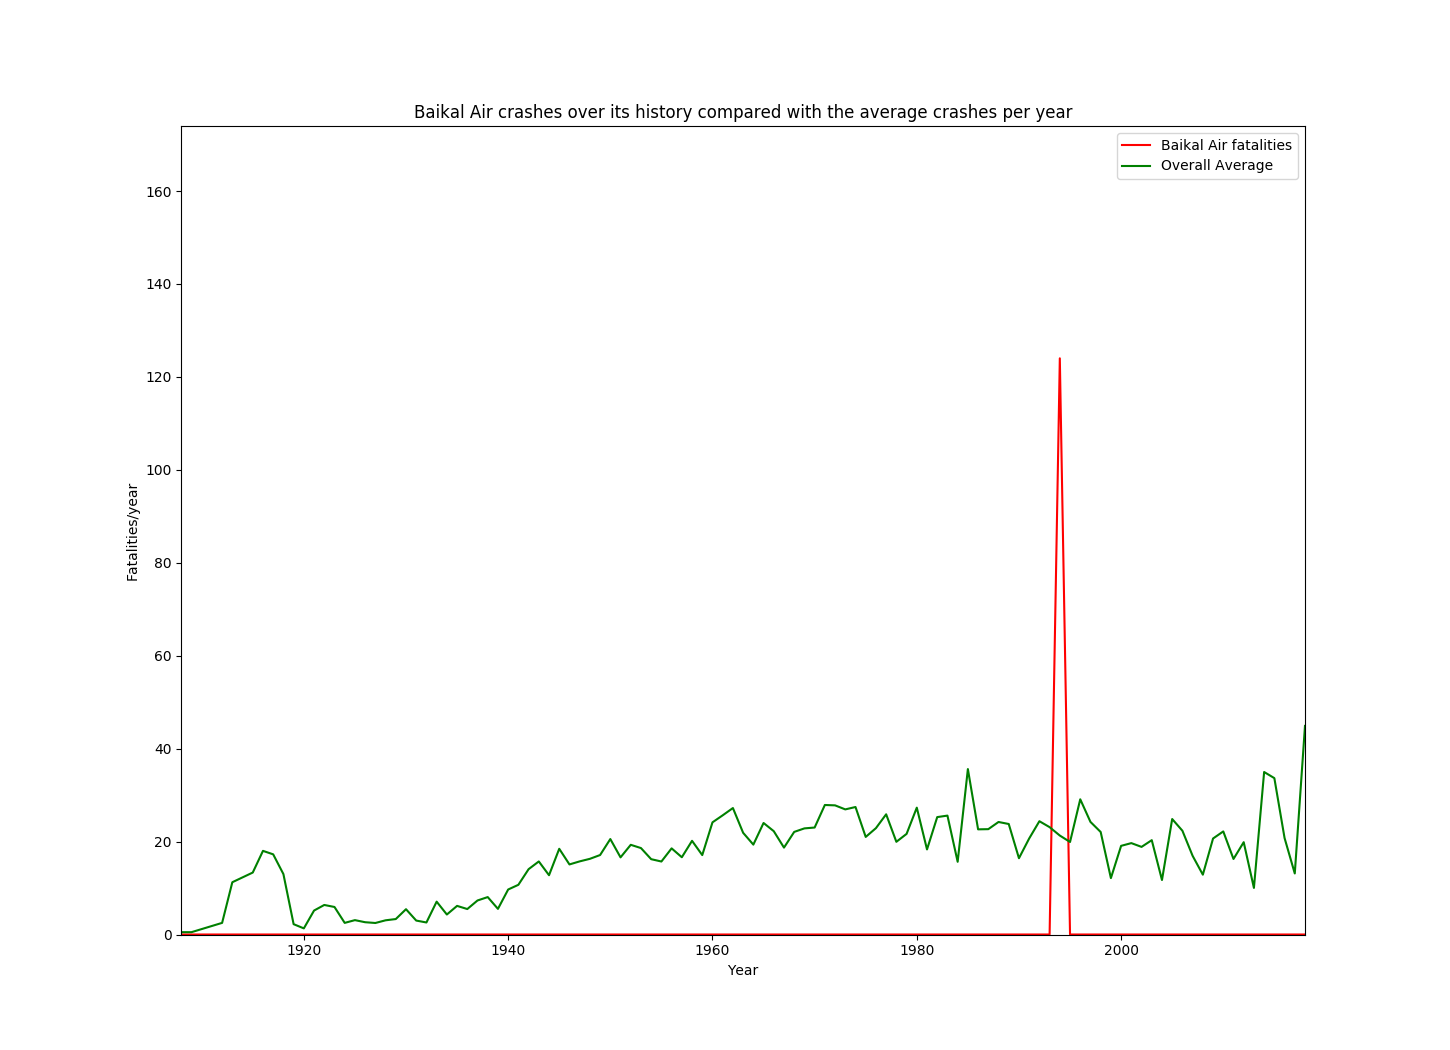 Baikal Air crashes over its history compared with the average crashes per year
Baikal Air fatalities
Overall Average
160
140
120
100
80
60
40
20
0
Fatalities/year
1920 1940 1960 1980 2000
Year